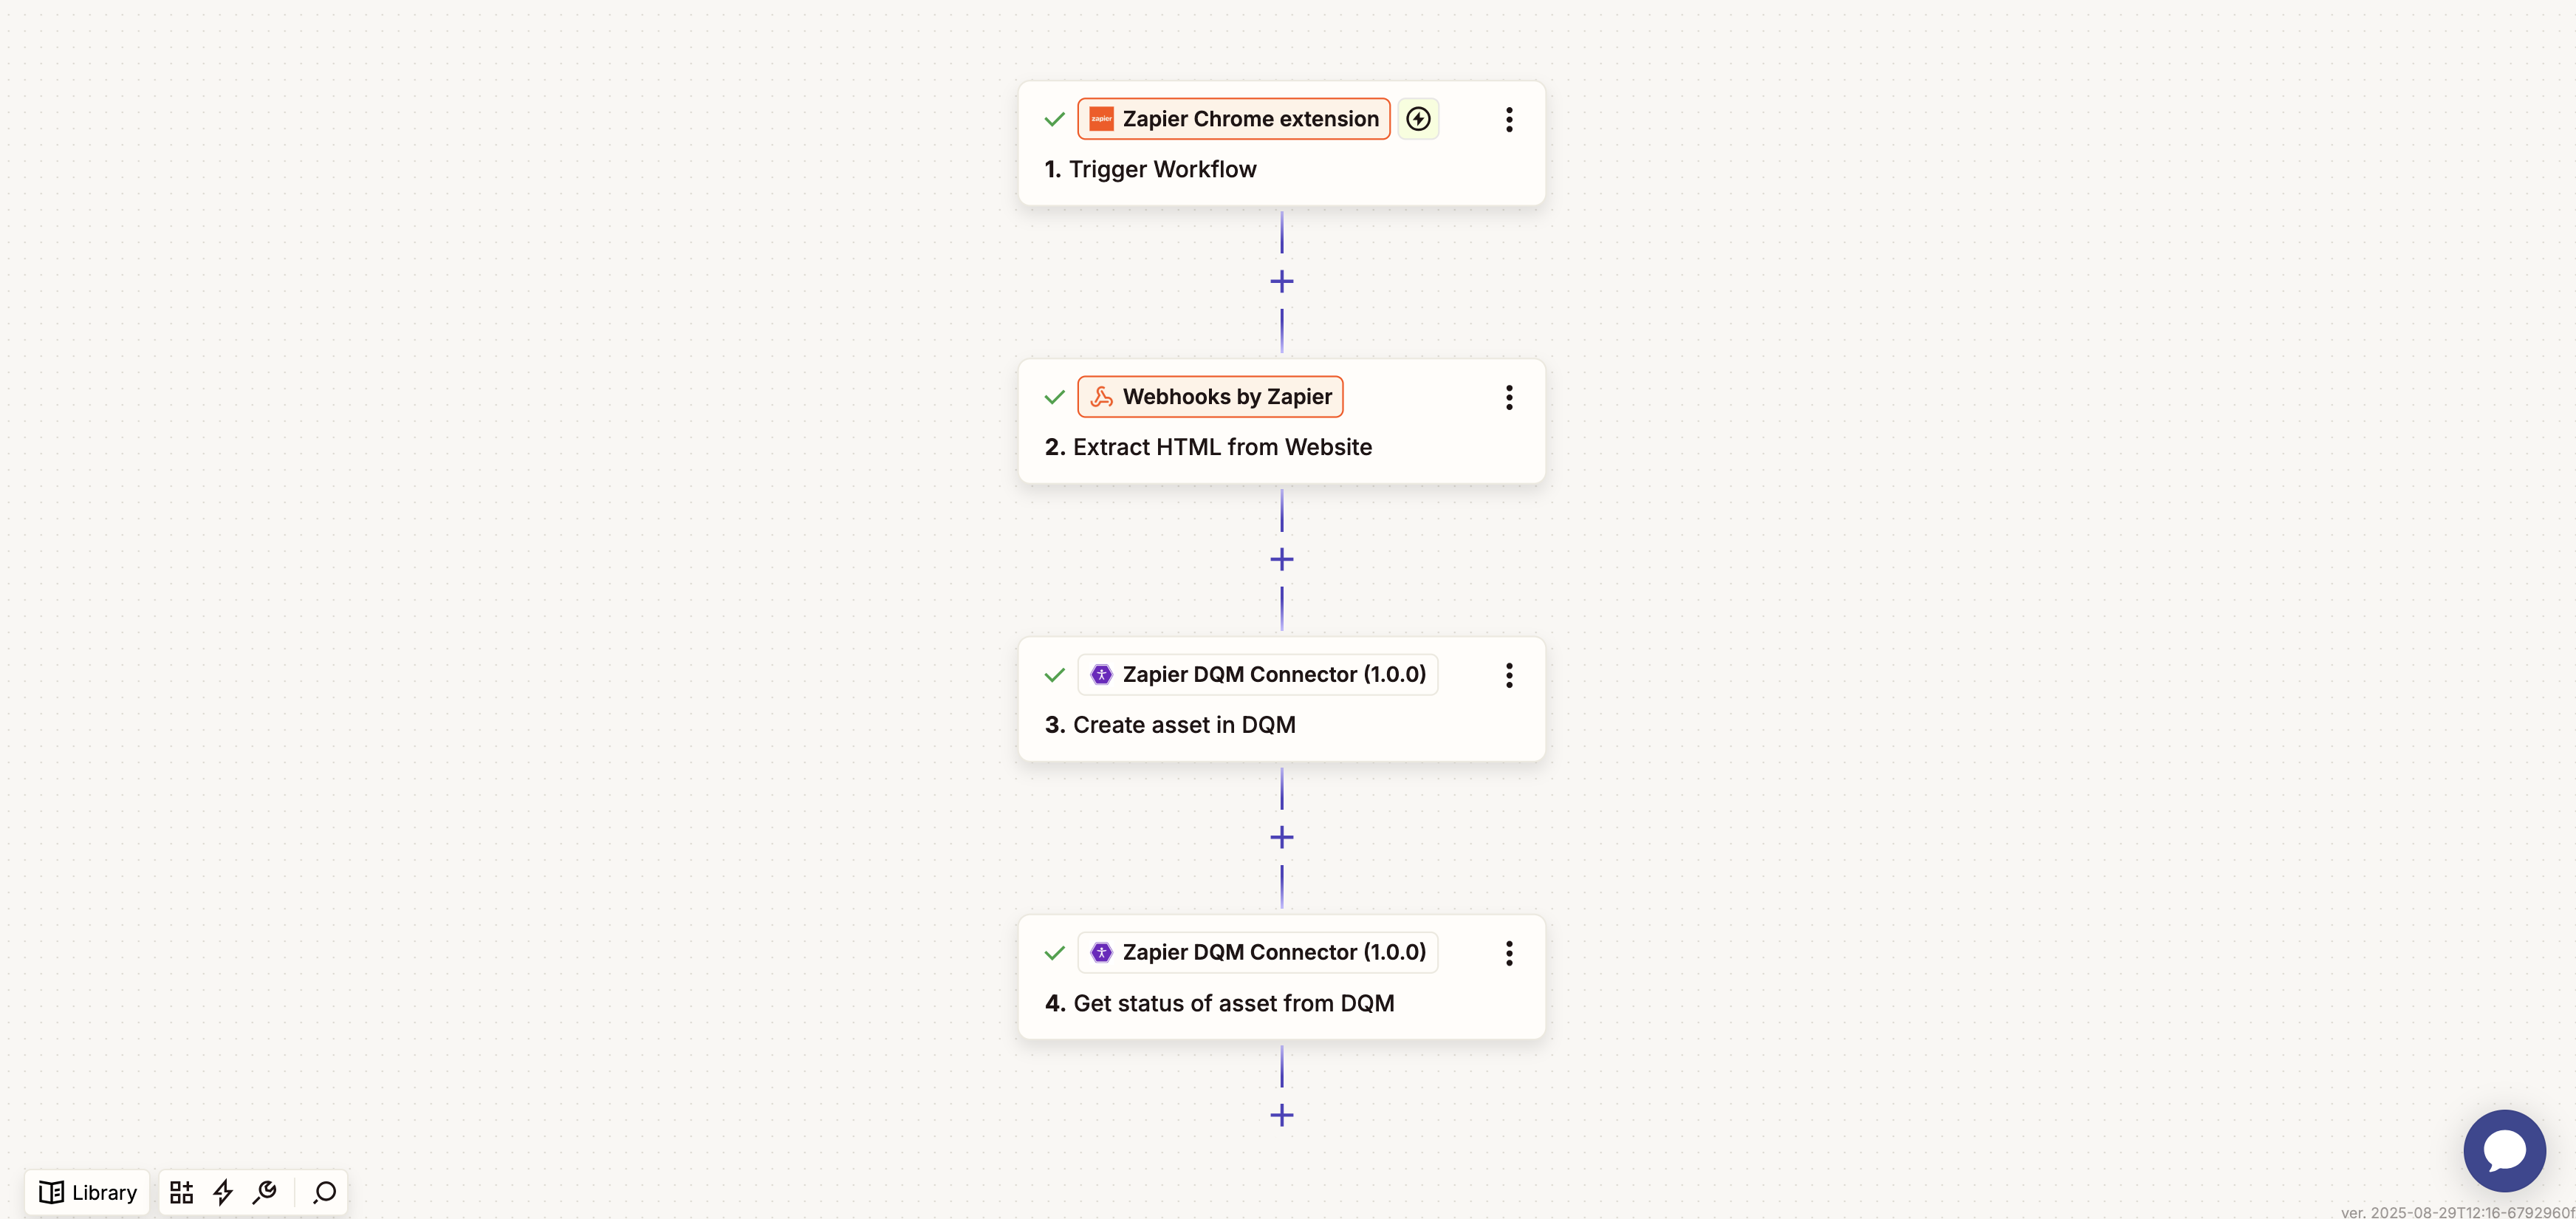 zapier
Zapier Chrome extension
1. Trigger Workflow
Webhooks by Zapier
2. Extract HTML from Website
Zapier DQM Connector (1.0.0)
3. Create asset in DQM
Zapier DQM Connector (1.0.0)
4. Get status of asset from DQM
Library
ver. 2025-08-29T12:16-6792960f